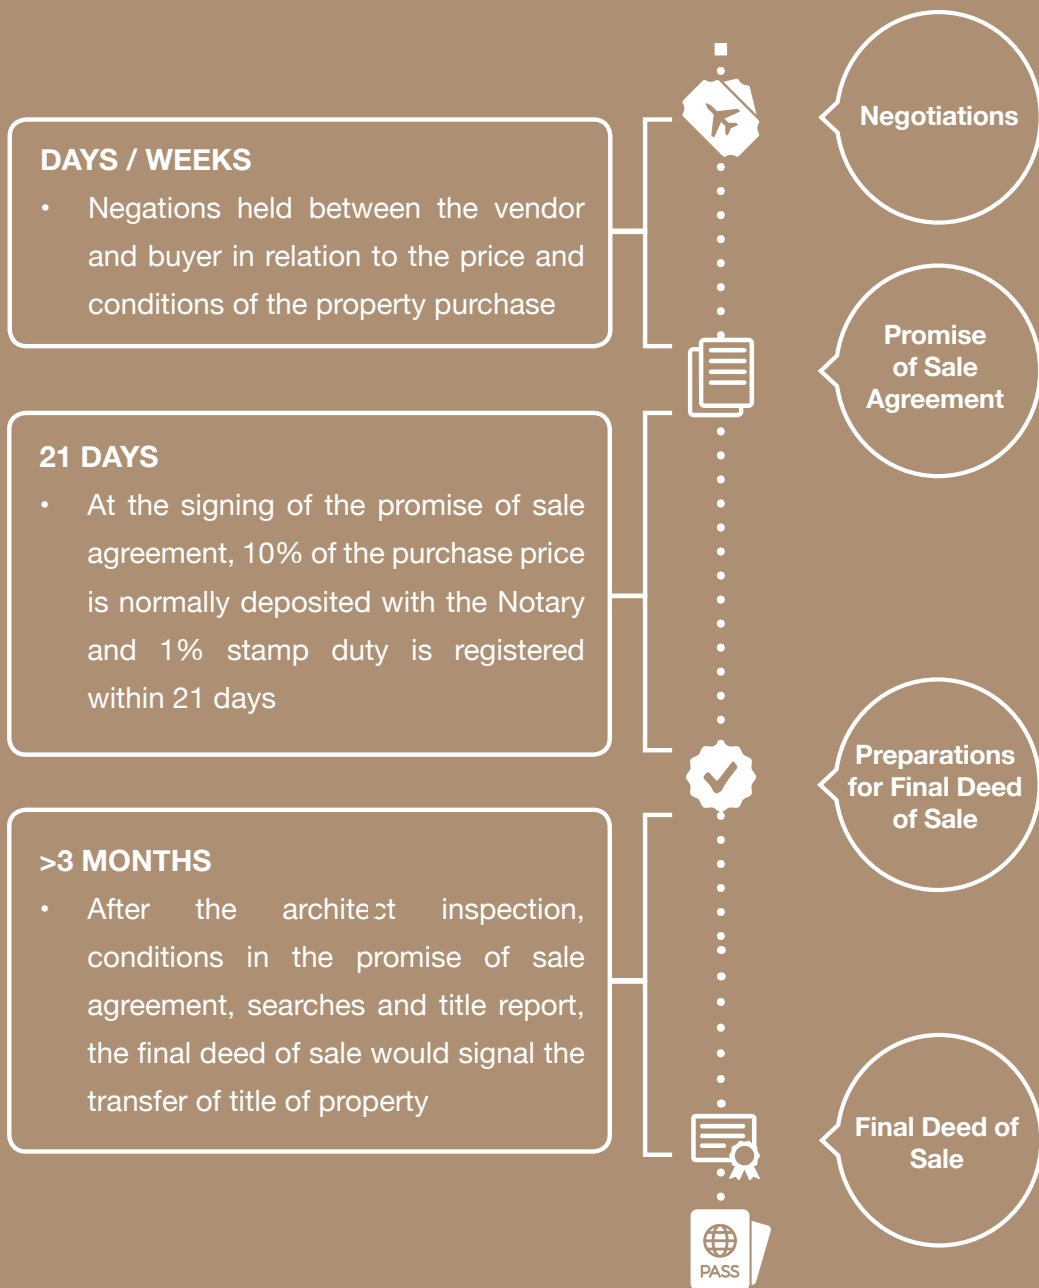 Negotiations
DAYS / WEEKS
• Negations held between the vendor
and buyer in relation to the price and
conditions of the property purchase
Promise
of Sale
Agreement
21 DAYS
• At the signing of the promise of sale
agreement, 10% of the purchase price
is normally deposited with the Notary
and 1% stamp duty is registered
within 21 days
Preparations
for Final Deed
of Sale
>3 MONTHS
• After the architect inspection,
conditions in the promise of sale
agreement, searches and title report,
the final deed of sale would signal the
transfer of title of property
Final Deed of
Sale
PASS